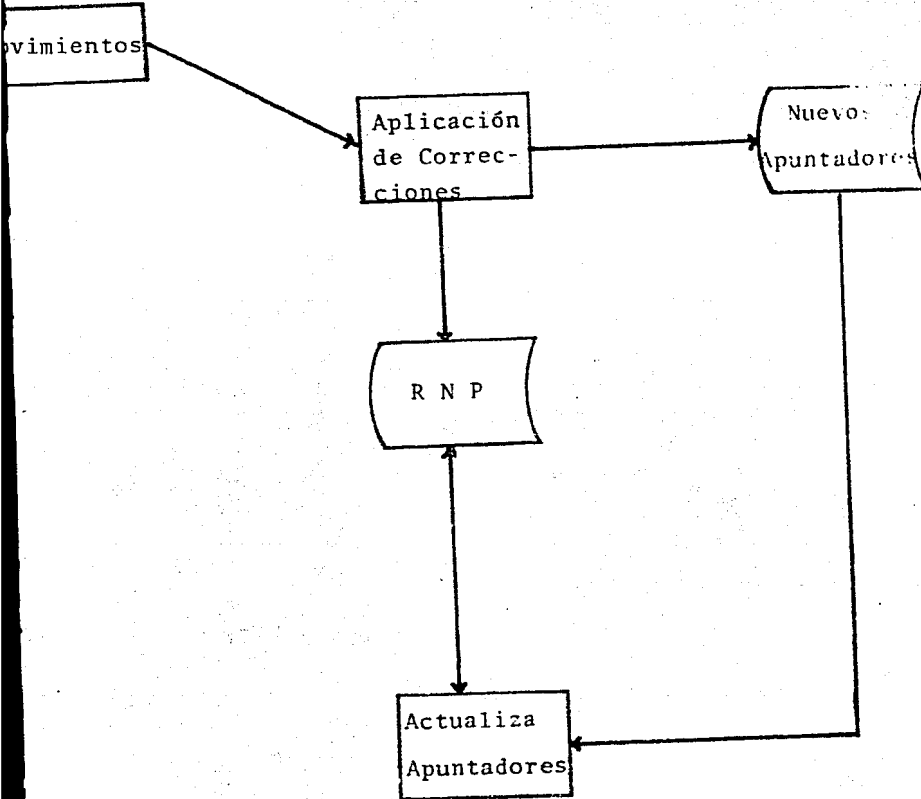 ovimientos
Aplicación
de Correc-
ciones
Nuevos
Apuntadores
R N P
Actualiza
Apuntadores